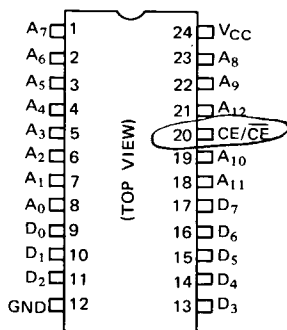 A7 1 24 VCC
A6 2 23 A8
A5 3 22 A9
A4 4 21 A12
A3 5 20 CE/C̅E̅
A2 6 19 A10
A1 7 18 A11
A0 8 17 D7
D0 9 16 D6
D1 10 15 D5
D2 11 14 D4
GND 12 13 D3
(TOP VIEW)